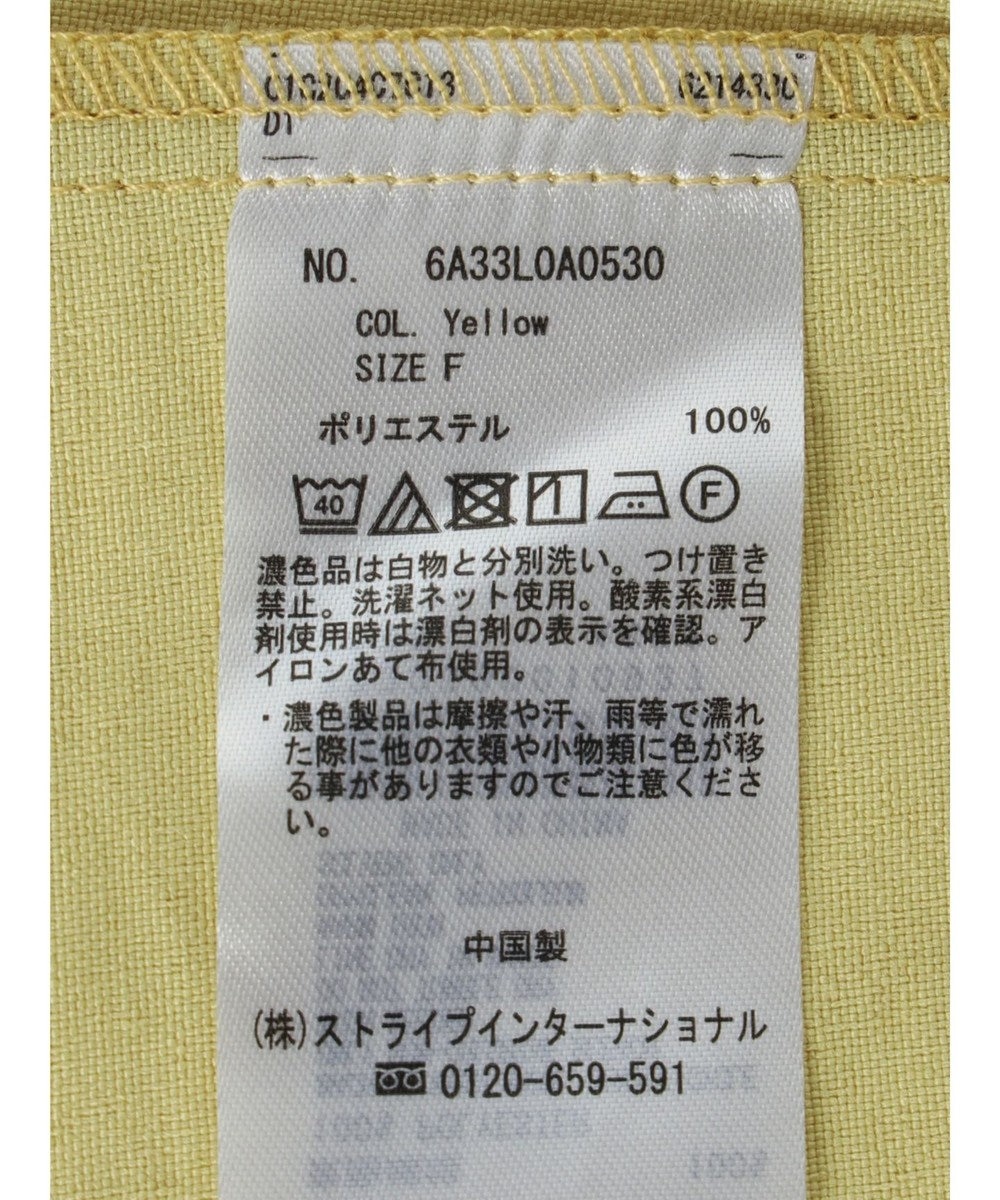 D1
NO. 6A33L0A0530
COL. Yellow
SIZE F
ポリエステル 100%
40 F
濃色品は白物と分別洗い。つけ置き
禁止。洗濯ネット使用。酸素系漂白
剤使用時は漂白剤の表示を確認。ア
イロンあて布使用。
・濃色製品は摩擦や汗、雨等で濡れ
た際に他の衣類や小物類に色が移
る事がありますのでご注意くださ
い。
中国製
(株)ストライプインターナショナル
0120-659-591